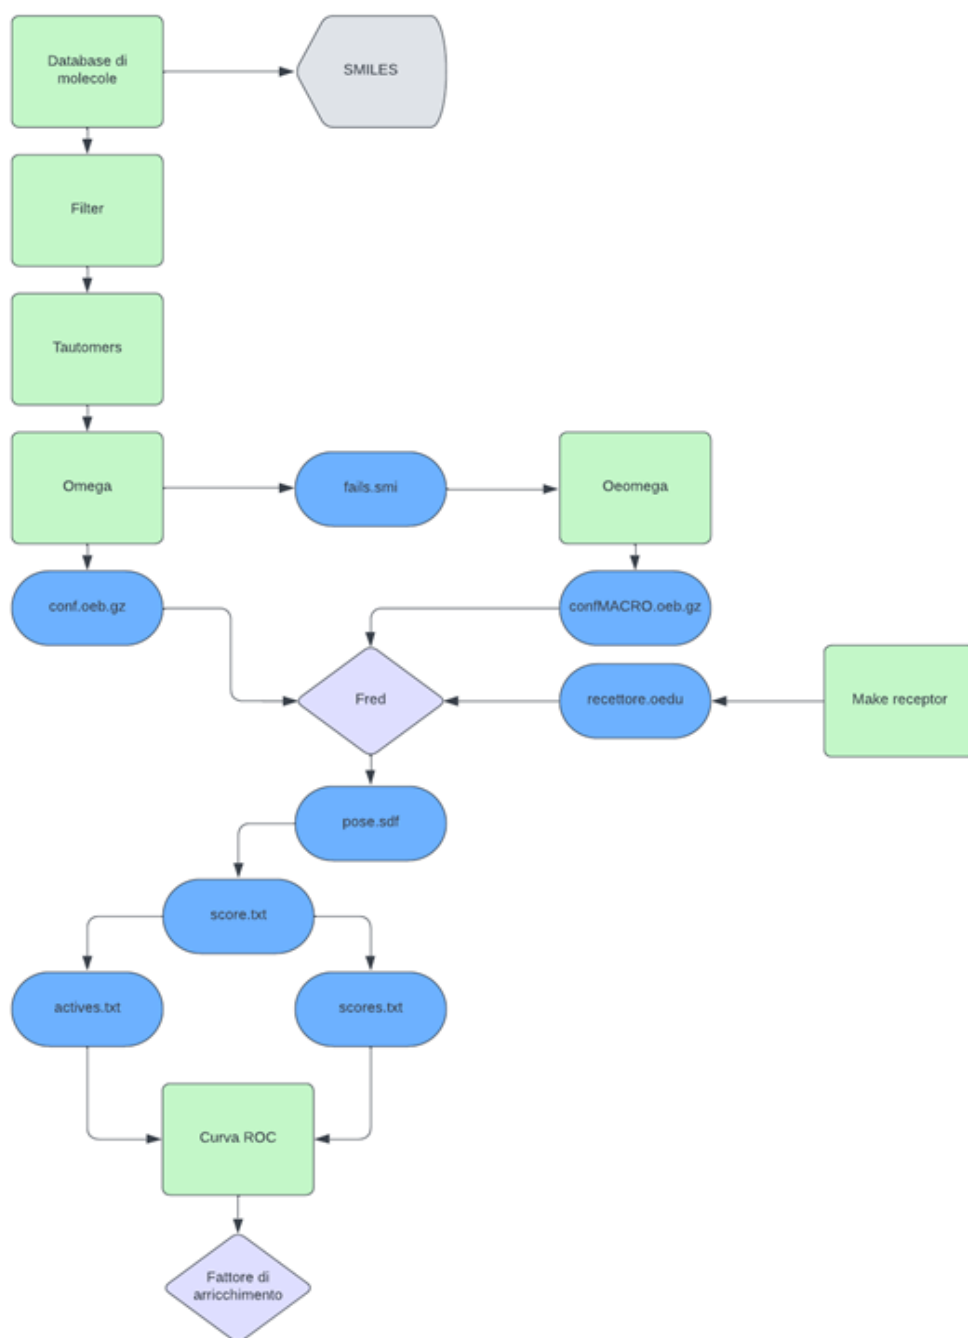 Database di
molecole
SMILES
Filter
Tautomers
Omega
fails.smi
Oeomega
conf.oeb.gz
confMACRO.oeb.gz
Fred
recettore.oedu
Make receptor
pose.sdf
score.txt
actives.txt
scores.txt
Curva ROC
Fattore di
arricchimento